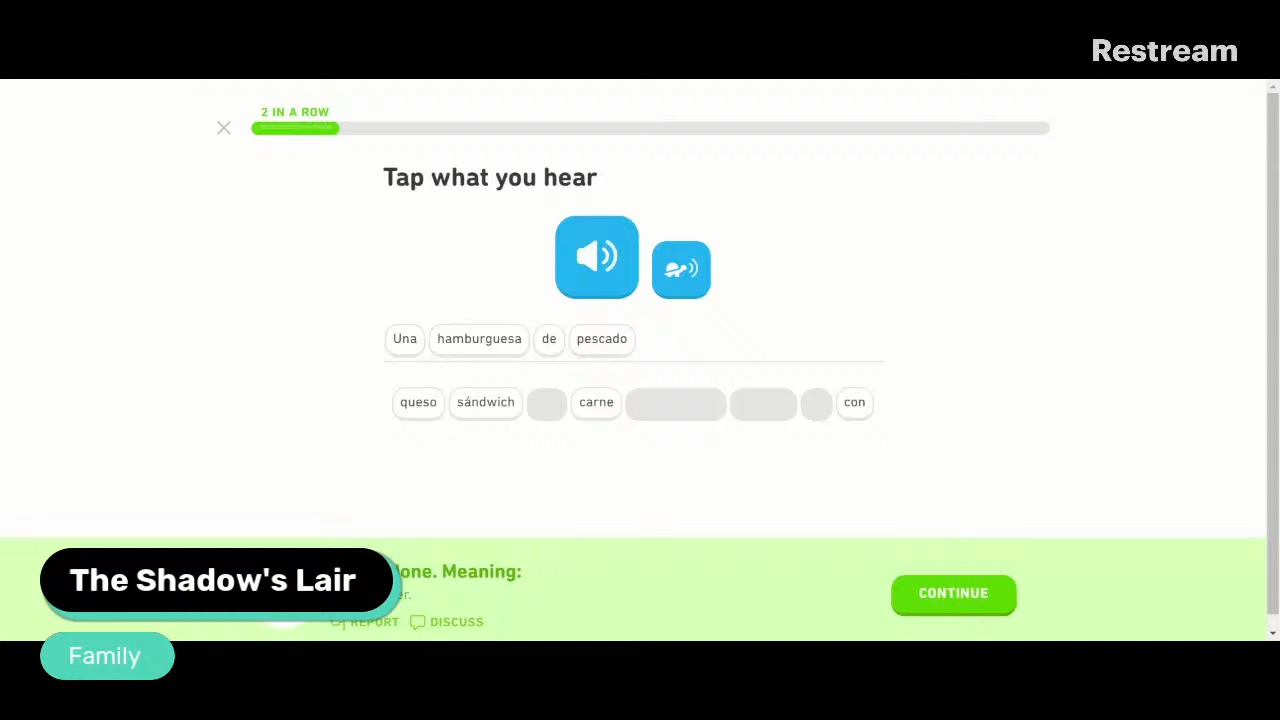 Restream
2 IN A ROW
Tap what you hear
Una hamburguesa de pescado
queso sándwich carne con
Meaning:
CONTINUE
REPORT DISCUSS
The Shadow's Lair
Family